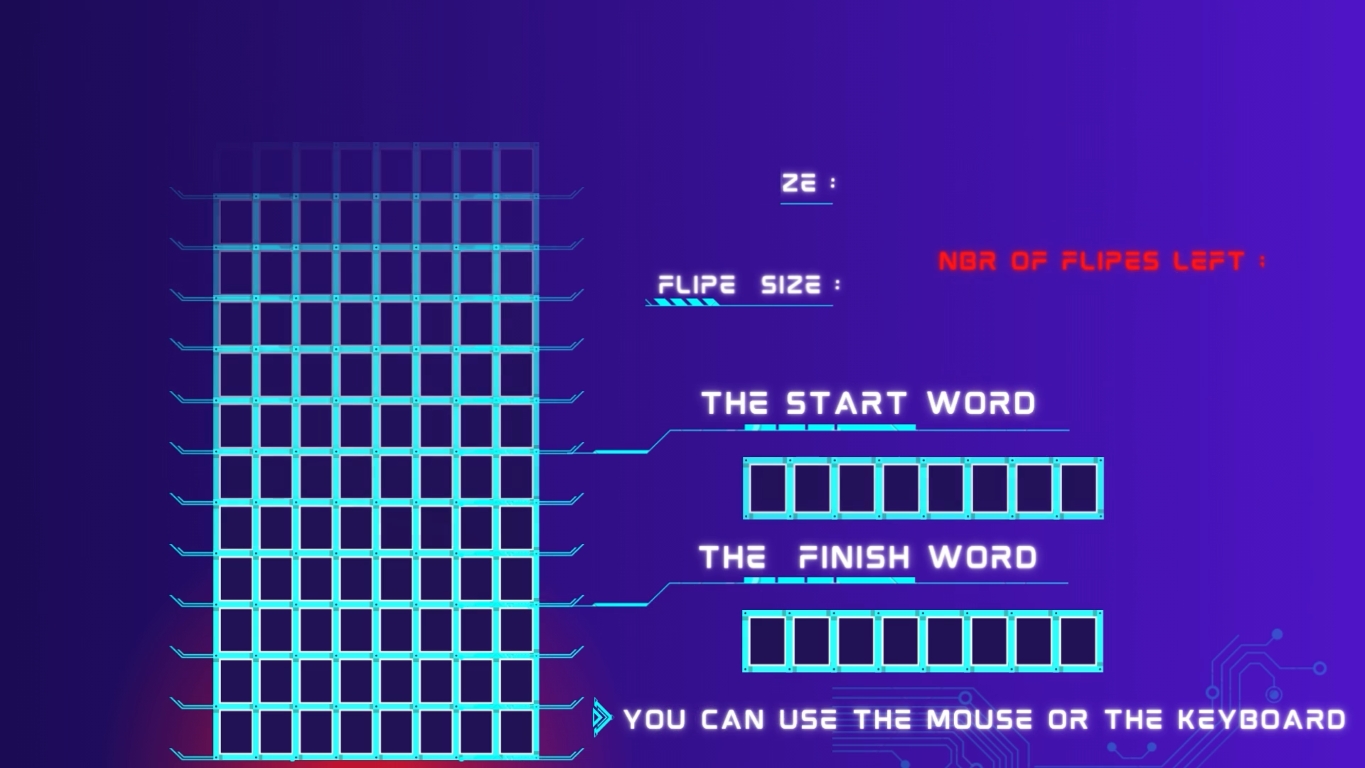 ZE :
NBR OF FLIPES LEFT :
FLIPE SIZE :
THE START WORD
THE FINISH WORD
YOU CAN USE THE MOUSE OR THE KEYBOARD